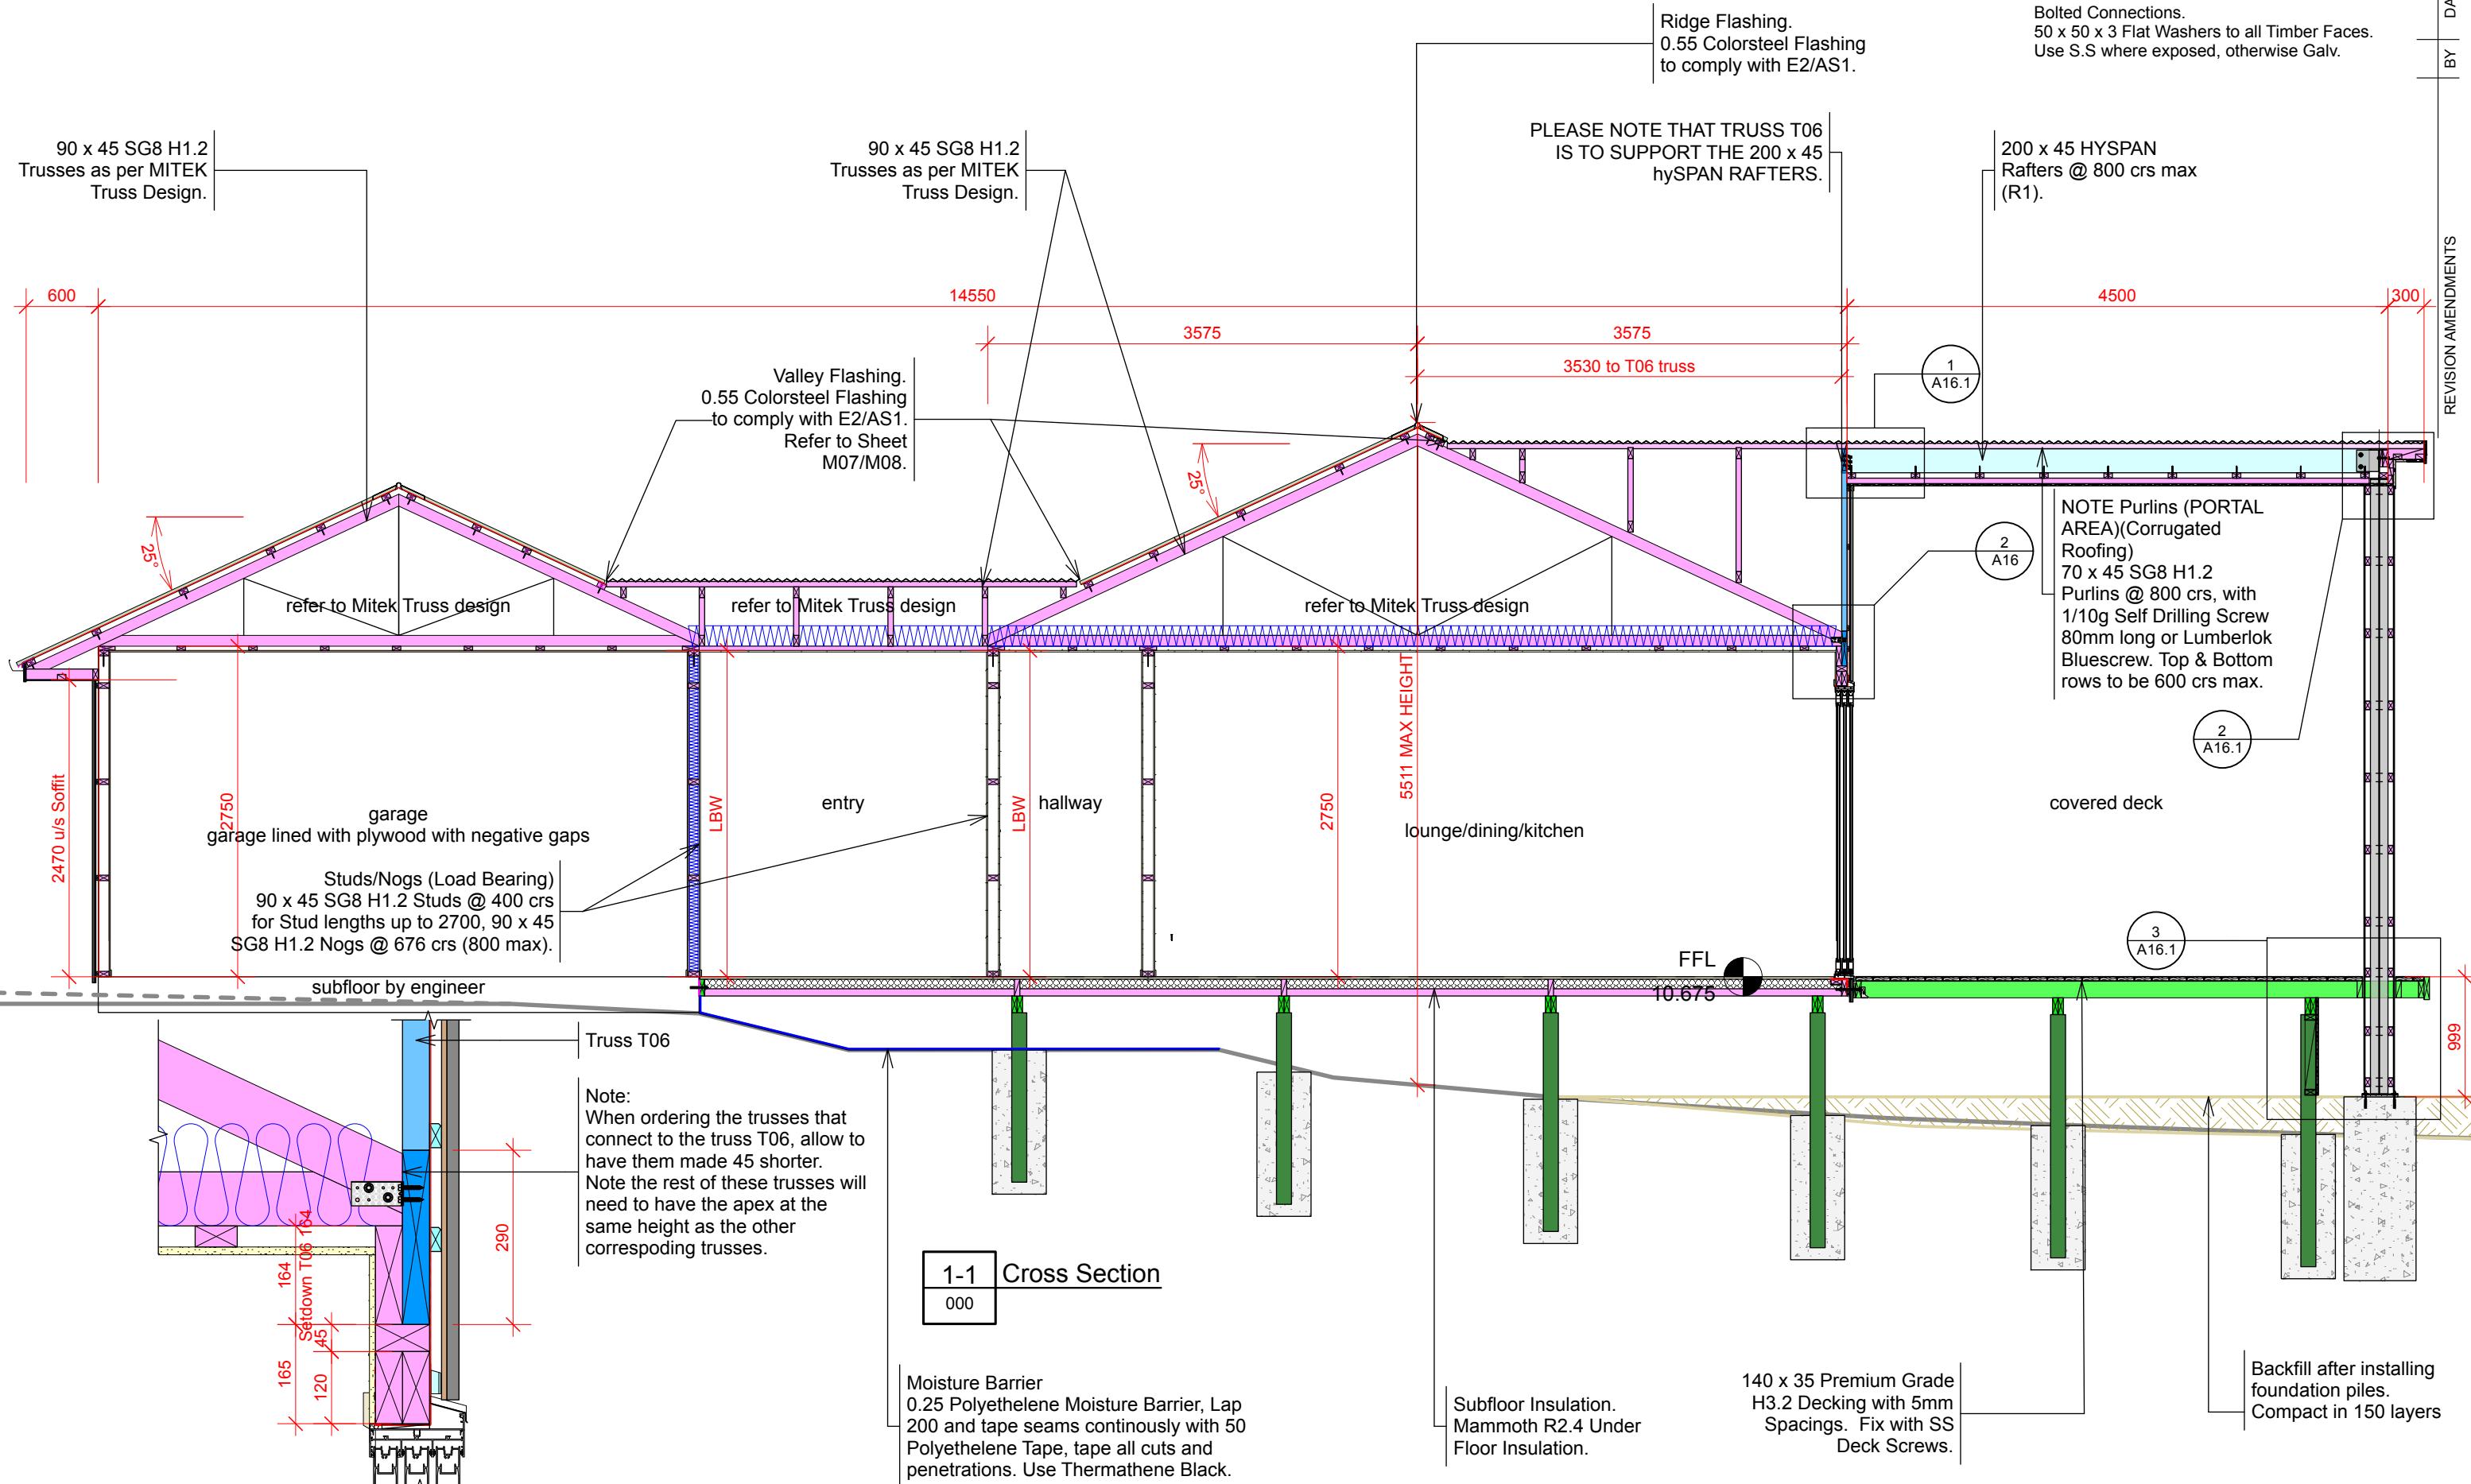 Ridge Flashing.
0.55 Colorsteel Flashing
to comply with E2/AS1.
Bolted Connections.
50 x 50 x 3 Flat Washers to all Timber Faces.
Use S.S where exposed, otherwise Galv.
BY
REVISION AMENDMENTS
90 x 45 SG8 H1.2
Trusses as per MITEK
Truss Design.
90 x 45 SG8 H1.2
Trusses as per MITEK
Truss Design.
PLEASE NOTE THAT TRUSS T06
IS TO SUPPORT THE 200 x 45
hySPAN RAFTERS.
200 x 45 HYSPAN
Rafters @ 800 crs max
(R1).
600
14550
4500
300
3575
3575
3530 to T06 truss
Valley Flashing.
0.55 Colorsteel Flashing
to comply with E2/AS1.
Refer to Sheet
M07/M08.
1
A16.1
25°
25°
2
A16
NOTE Purlins (PORTAL
AREA)(Corrugated
Roofing)
70 x 45 SG8 H1.2
Purlins @ 800 crs, with
1/10g Self Drilling Screw
80mm long or Lumberlok
Bluescrew. Top & Bottom
rows to be 600 crs max.
refer to Mitek Truss design
refer to Mitek Truss design
refer to Mitek Truss design
2
A16.1
2470 u/s Soffit
2750
LBW
LBW
2750
5511 MAX HEIGHT
garage
garage lined with plywood with negative gaps
entry
hallway
lounge/dining/kitchen
covered deck
Studs/Nogs (Load Bearing)
90 x 45 SG8 H1.2 Studs @ 400 crs
for Stud lengths up to 2700, 90 x 45
SG8 H1.2 Nogs @ 676 crs (800 max).
3
A16.1
FFL
10.675
subfloor by engineer
999
Truss T06
Note:
When ordering the trusses that
connect to the truss T06, allow to
have them made 45 shorter.
Note the rest of these trusses will
need to have the apex at the
same height as the other
correspoding trusses.
290
164
Setdown T06 164
45
165
120
1-1
Cross Section
000
Moisture Barrier
0.25 Polyethelene Moisture Barrier, Lap
200 and tape seams continously with 50
Polyethelene Tape, tape all cuts and
penetrations. Use Thermathene Black.
Subfloor Insulation.
Mammoth R2.4 Under
Floor Insulation.
140 x 35 Premium Grade
H3.2 Decking with 5mm
Spacings. Fix with SS
Deck Screws.
Backfill after installing
foundation piles.
Compact in 150 layers